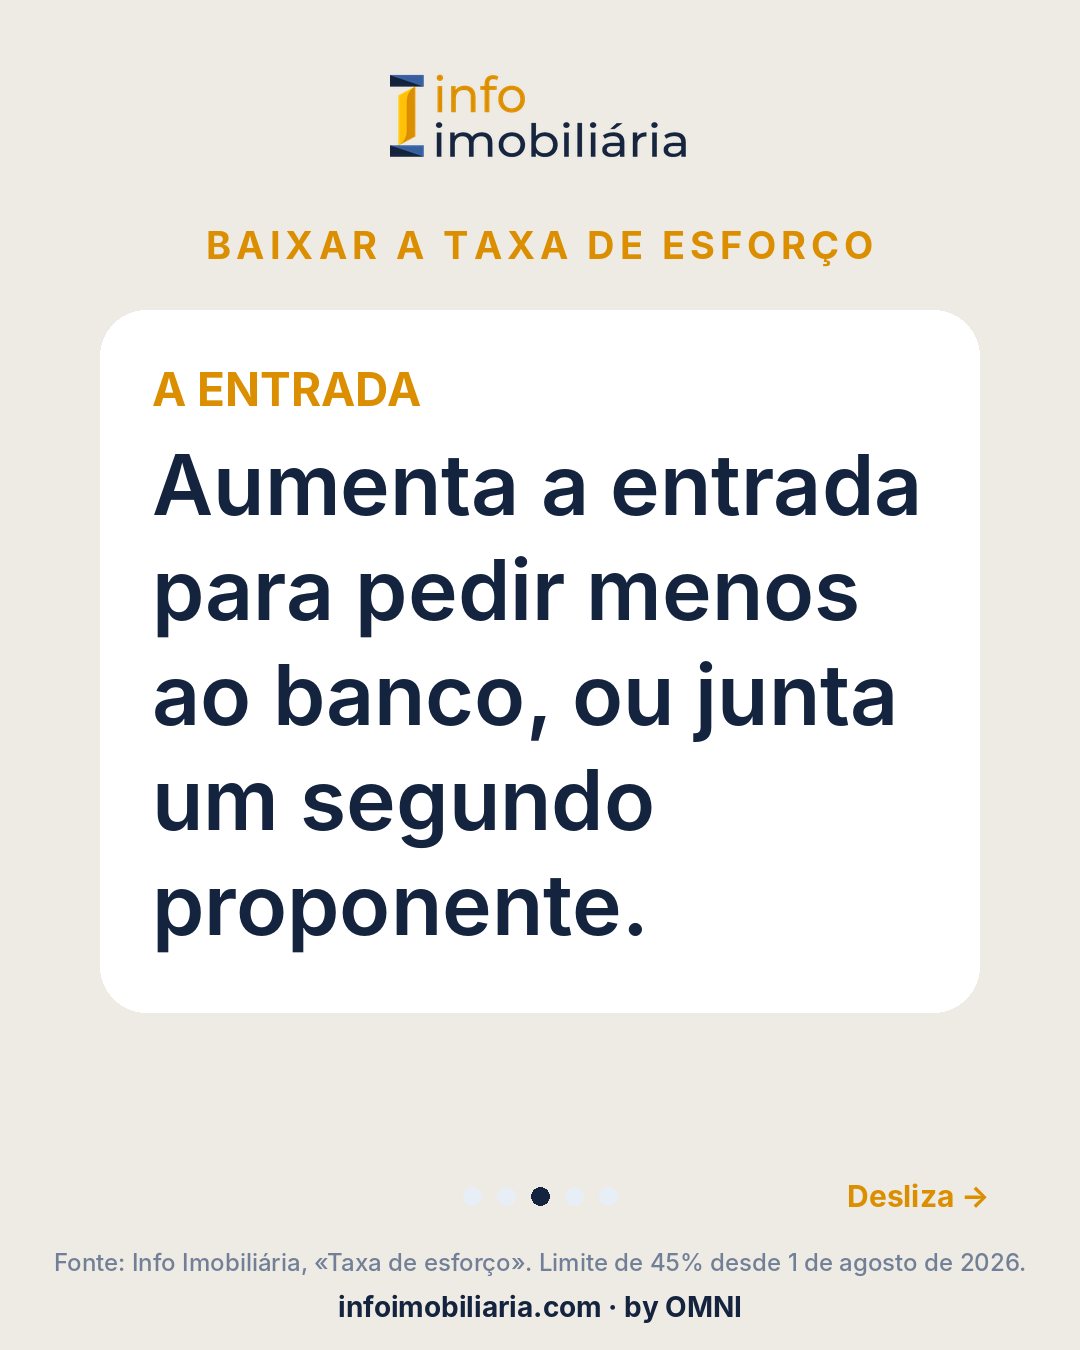 info
imobiliária
BAIXAR A TAXA DE ESFORÇO
A ENTRADA
Aumenta a entrada
para pedir menos
ao banco, ou junta
um segundo
proponente.
Desliza →
Fonte: Info Imobiliária, «Taxa de esforço». Limite de 45% desde 1 de agosto de 2026.
infoimobiliaria.com · by OMNI